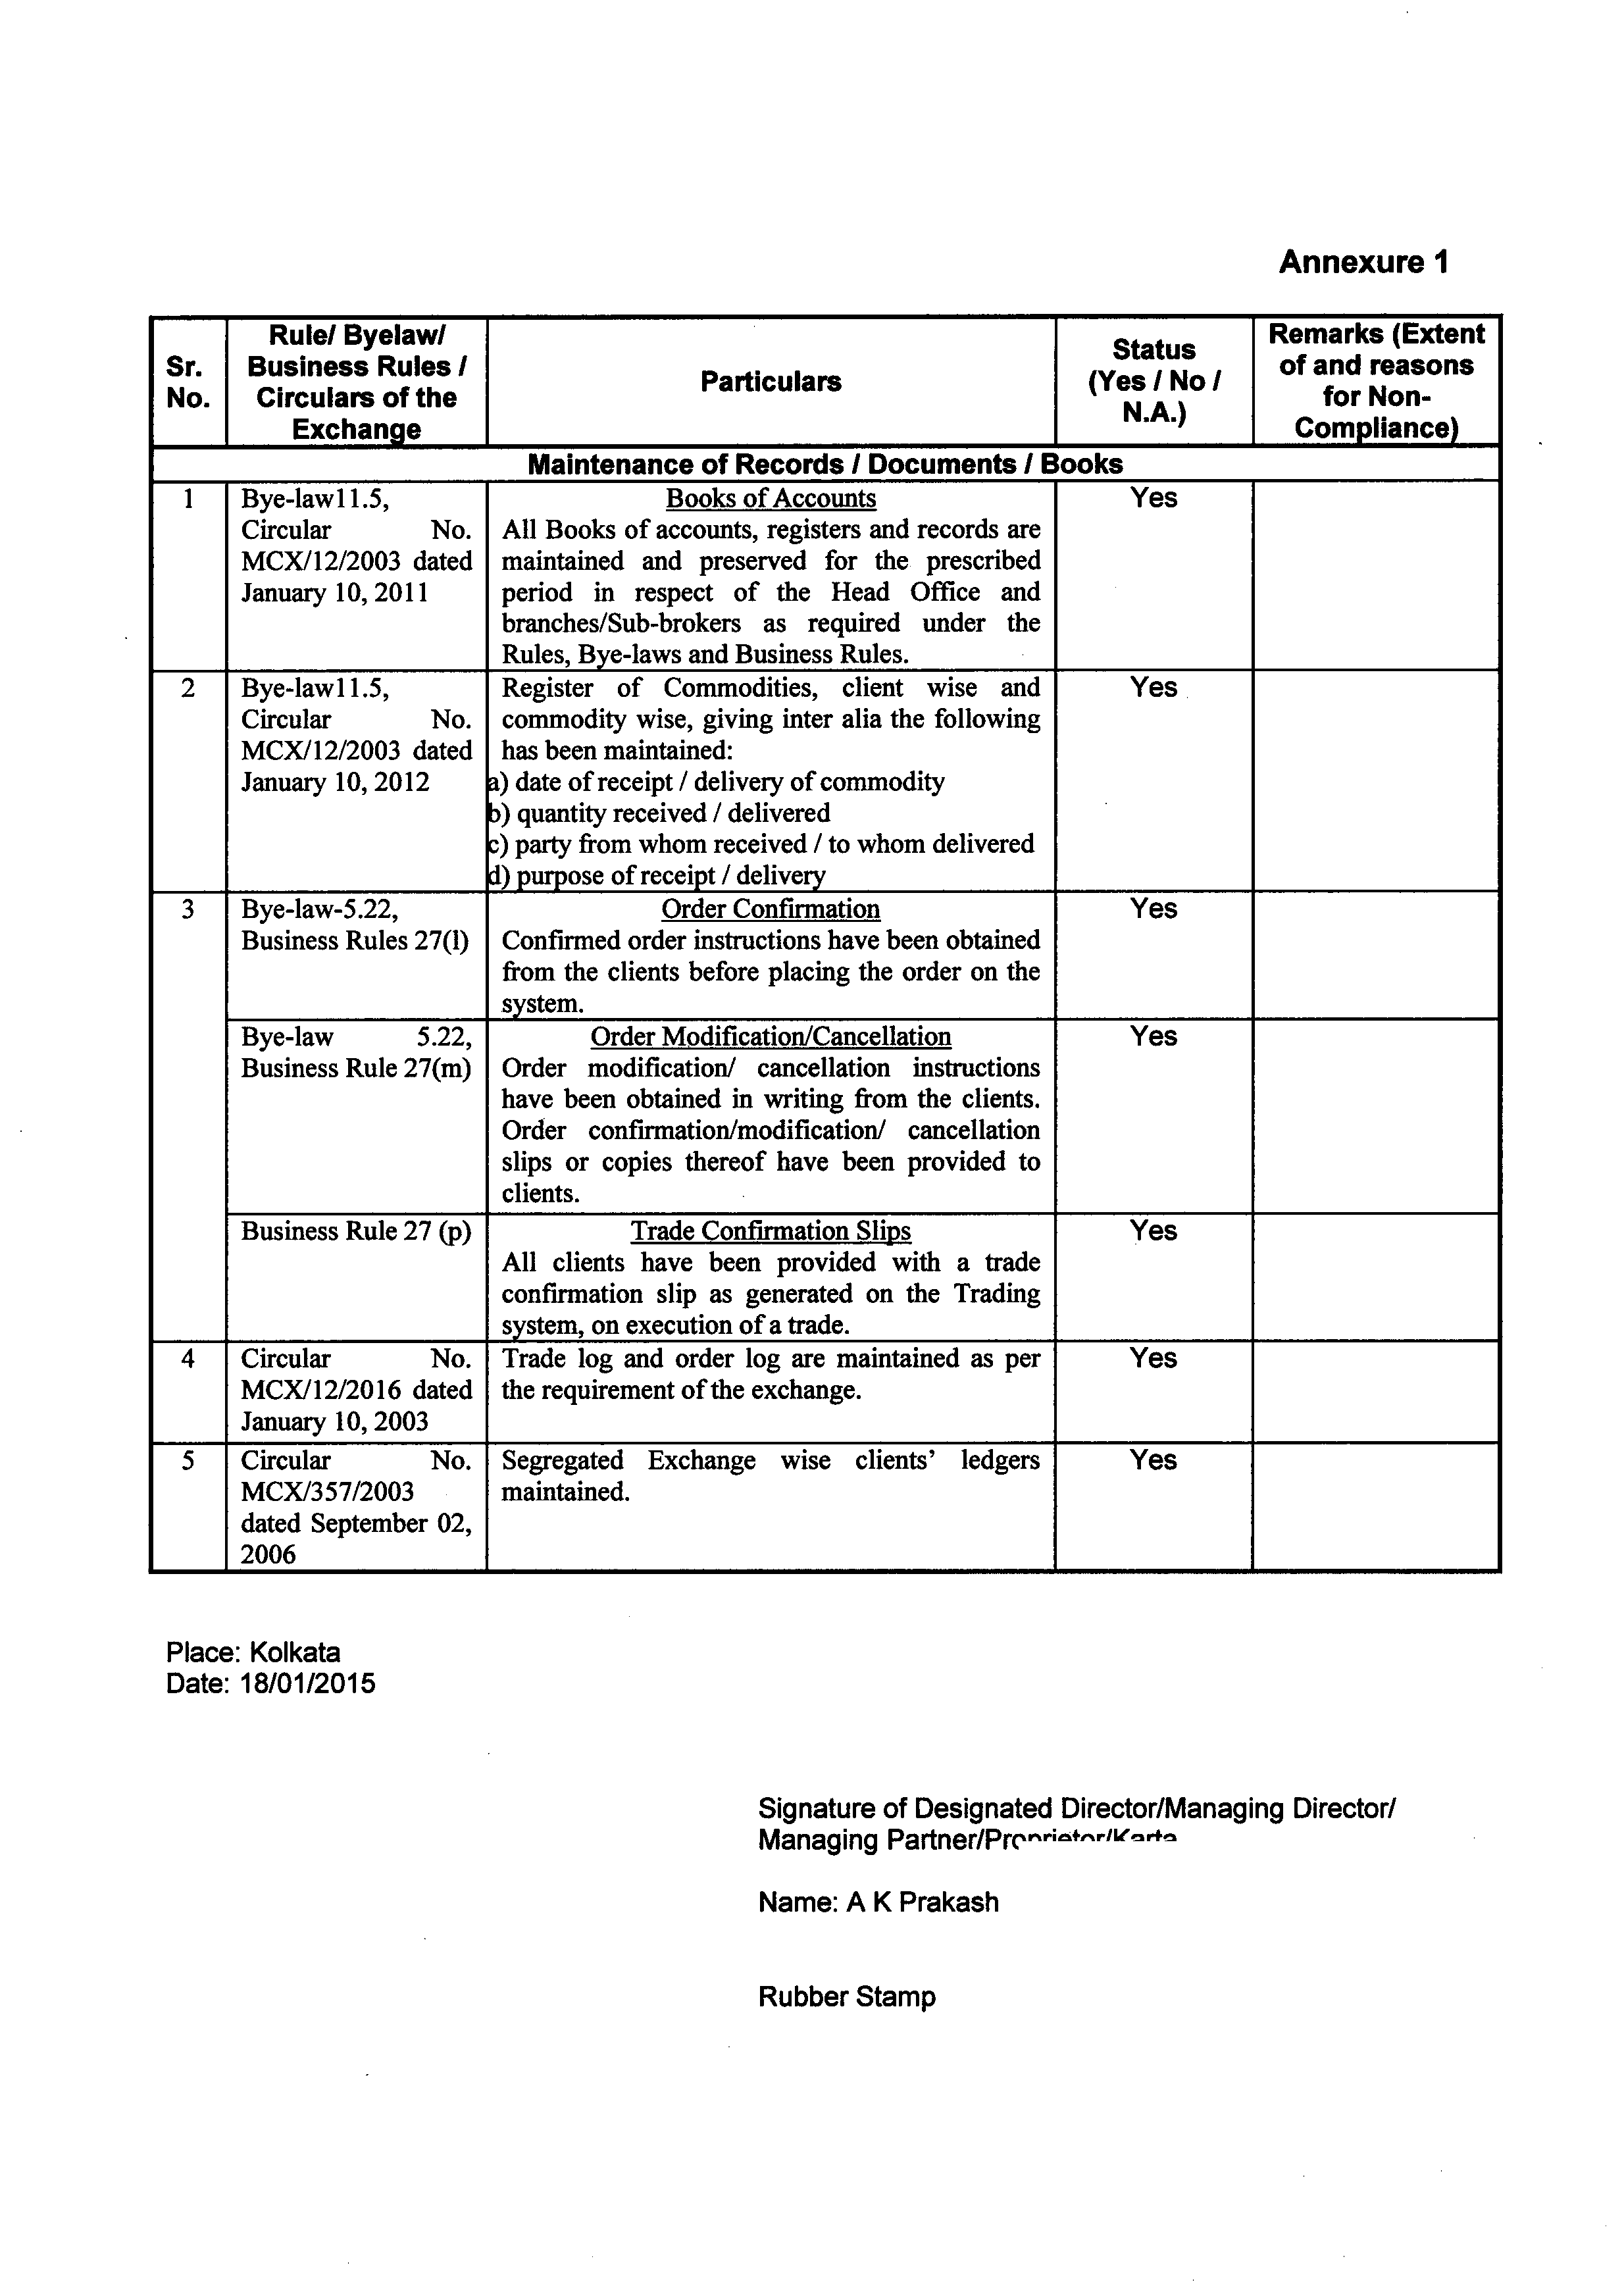 Annexure 1
Sr. No.
Rule/ Byelaw/
Business Rules /
Circulars of the
Exchange
Particulars
Status
(Yes / No /
N.A.)
Remarks (Extent
of and reasons
for Non-
Compliance)
Maintenance of Records / Documents / Books
1
Bye-law11.5,
Circular No.
MCX/12/2003 dated
January 10, 2011
Books of Accounts
All Books of accounts, registers and records are
maintained and preserved for the prescribed
period in respect of the Head Office and
branches/Sub-brokers as required under the
Rules, Bye-laws and Business Rules.
Yes
2
Bye-law11.5,
Circular No.
MCX/12/2003 dated
January 10, 2012
Register of Commodities, client wise and
commodity wise, giving inter alia the following
has been maintained:
a) date of receipt / delivery of commodity
b) quantity received / delivered
c) party from whom received / to whom delivered
d) purpose of receipt / delivery
Yes
3
Bye-law-5.22,
Business Rules 27(l)
Order Confirmation
Confirmed order instructions have been obtained
from the clients before placing the order on the
system.
Yes
Bye-law 5.22,
Business Rule 27(m)
Order Modification/Cancellation
Order modification/ cancellation instructions
have been obtained in writing from the clients.
Order confirmation/modification/ cancellation
slips or copies thereof have been provided to
clients.
Yes
Business Rule 27 (p)
Trade Confirmation Slips
All clients have been provided with a trade
confirmation slip as generated on the Trading
system, on execution of a trade.
Yes
4
Circular No.
MCX/12/2016 dated
January 10, 2003
Trade log and order log are maintained as per
the requirement of the exchange.
Yes
5
Circular No.
MCX/357/2003
dated September 02,
2006
Segregated Exchange wise clients' ledgers
maintained.
Yes
Place: Kolkata
Date: 18/01/2015
Signature of Designated Director/Managing Director/
Managing Partner/Proprietor/Karta
Name: A K Prakash
Rubber Stamp